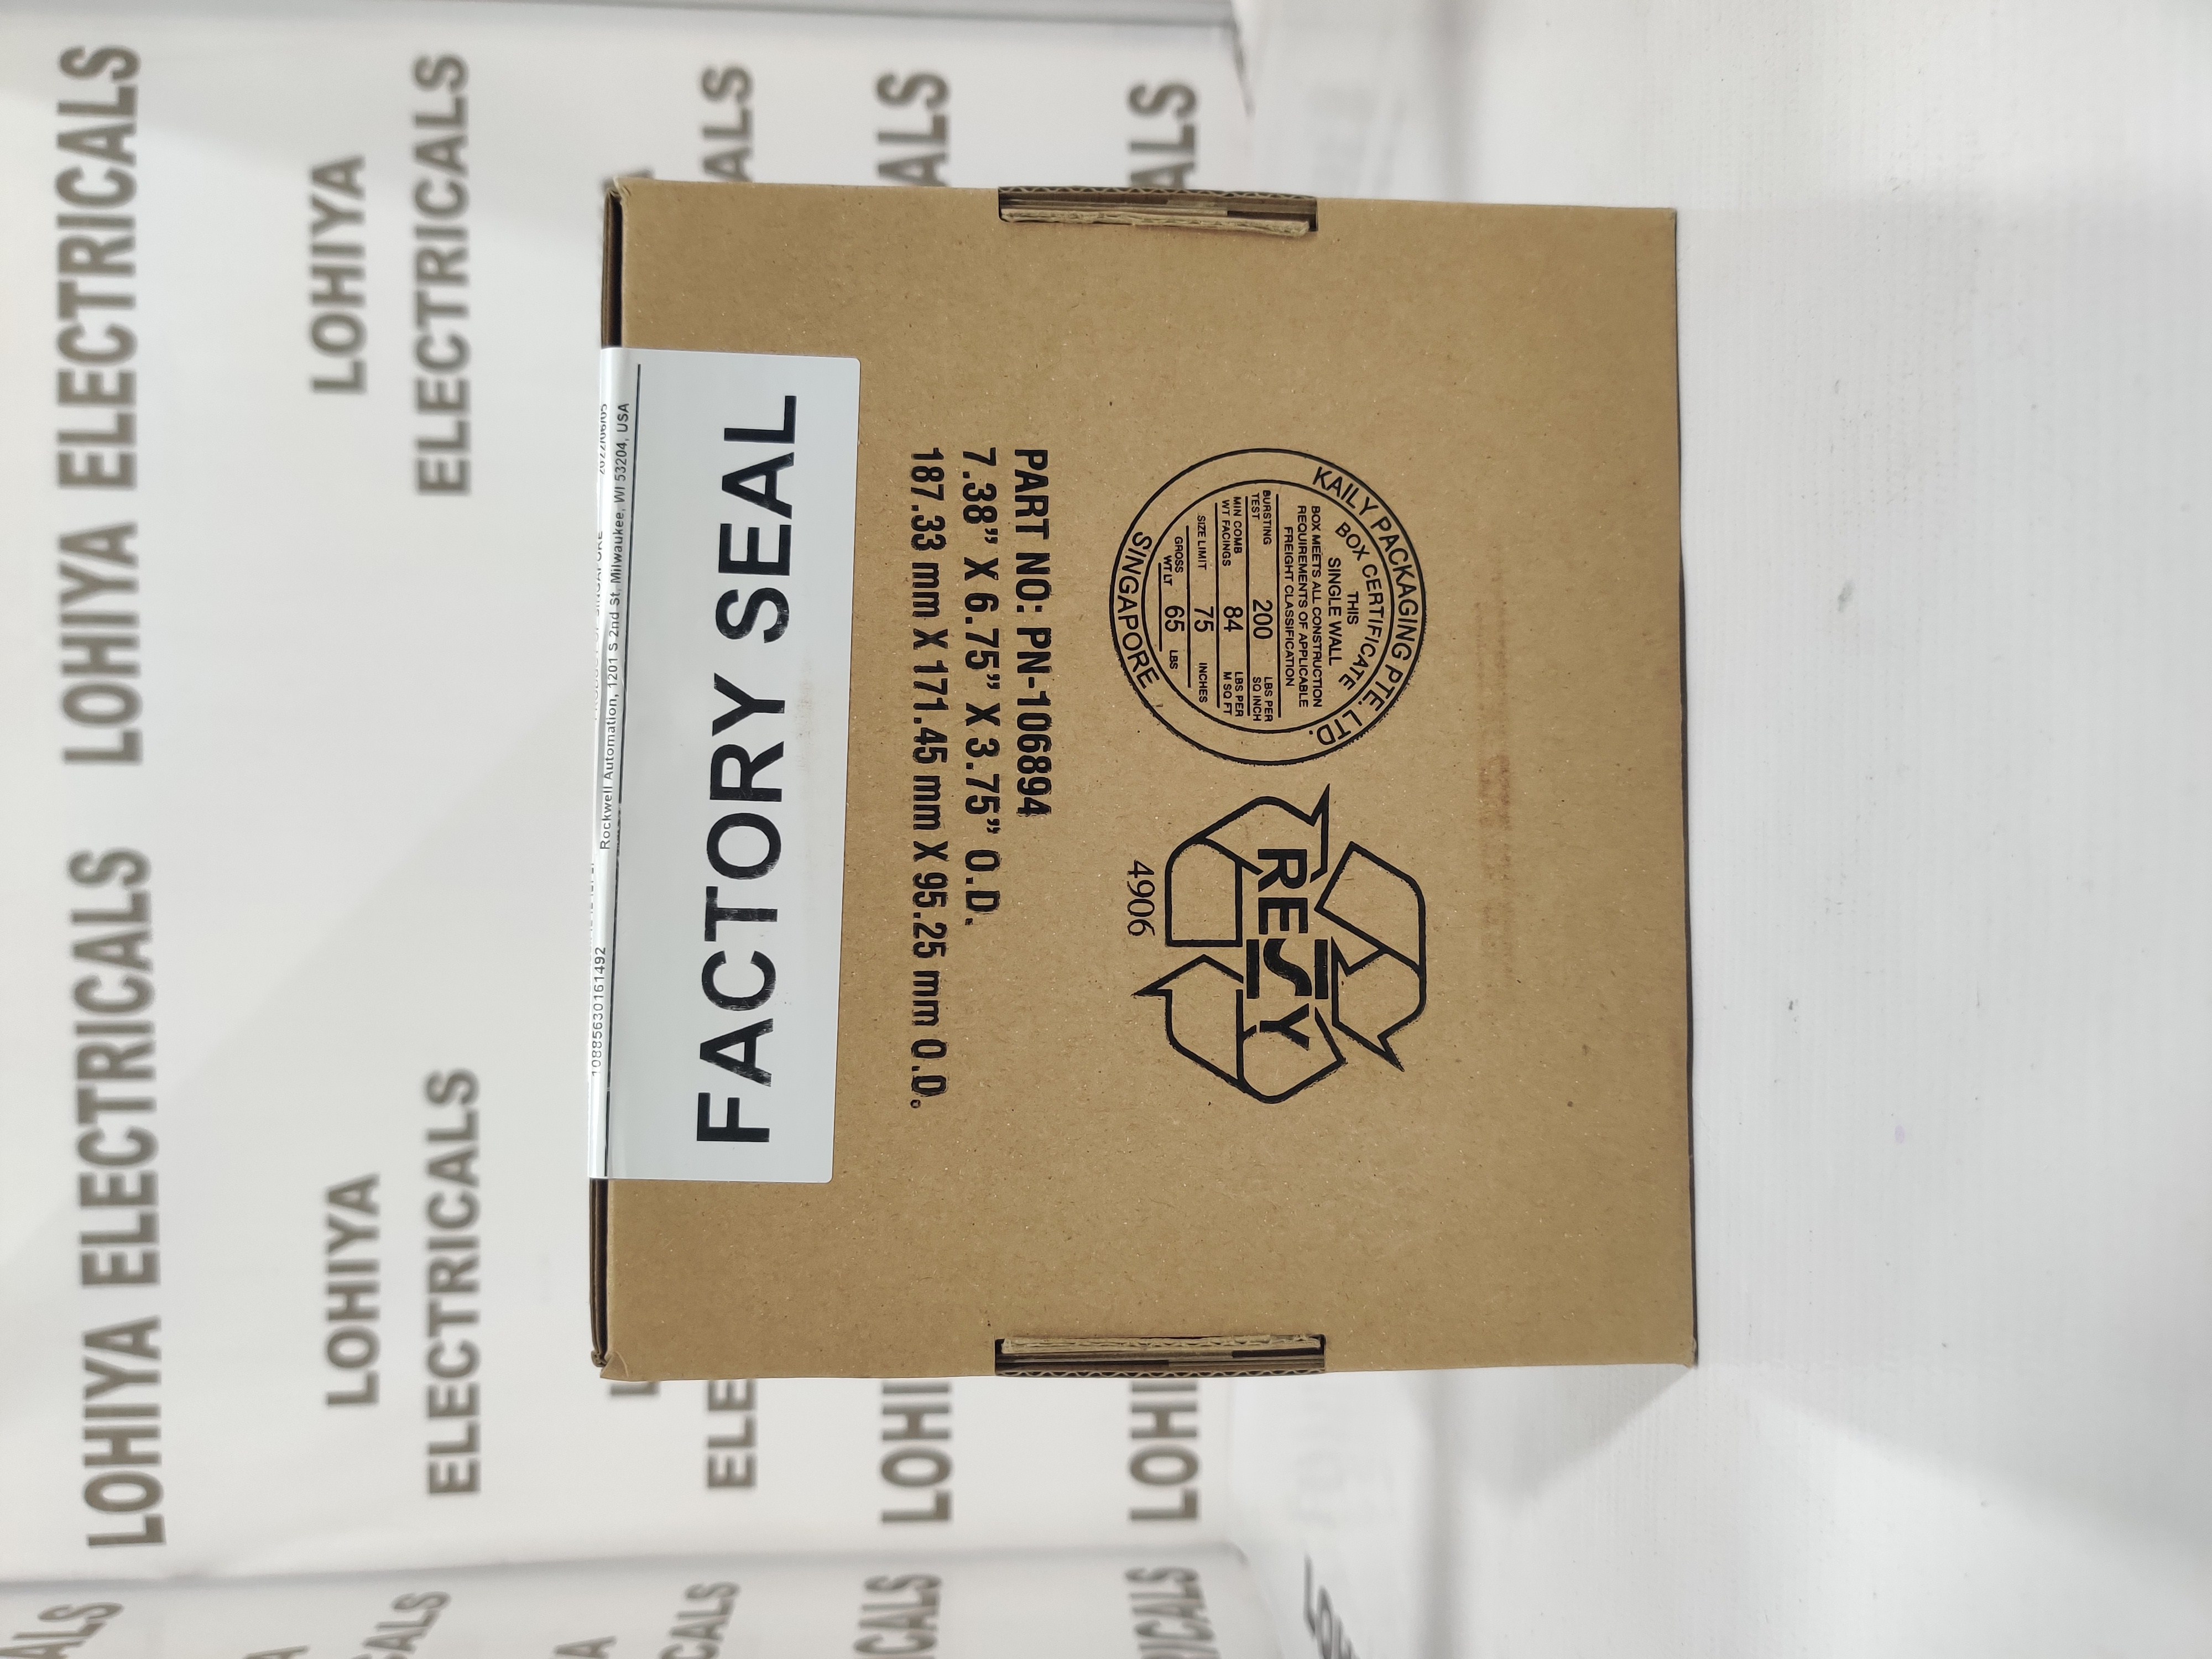 LOHIYA ELECTRICALS LOHIYA ELECTRICALS
LOHIYA
ELECTRICALS
LOHIYA
ELECTRICALS
10885630161492
Rockwell Automation, 1201 S 2nd St, Milwaukee, WI 53204, USA
FACTORY SEAL
PART NO: PN-106894
7.38” X 6.75” X 3.75” O.D.
187.33 mm X 171.45 mm X 95.25 mm O.D.
KAILY PACKAGING PTE. LTD.
BOX CERTIFICATE
THIS
SINGLE WALL
BOX MEETS ALL CONSTRUCTION
REQUIREMENTS OF APPLICABLE
FREIGHT CLASSIFICATION
BURSTING TEST 200 LBS PER SQ INCH
MIN COMB WT FACINGS 84 LBS PER M SQ FT
SIZE LIMIT 75 INCHES
GROSS WT LT 65 LBS
SINGAPORE
RESY
4906